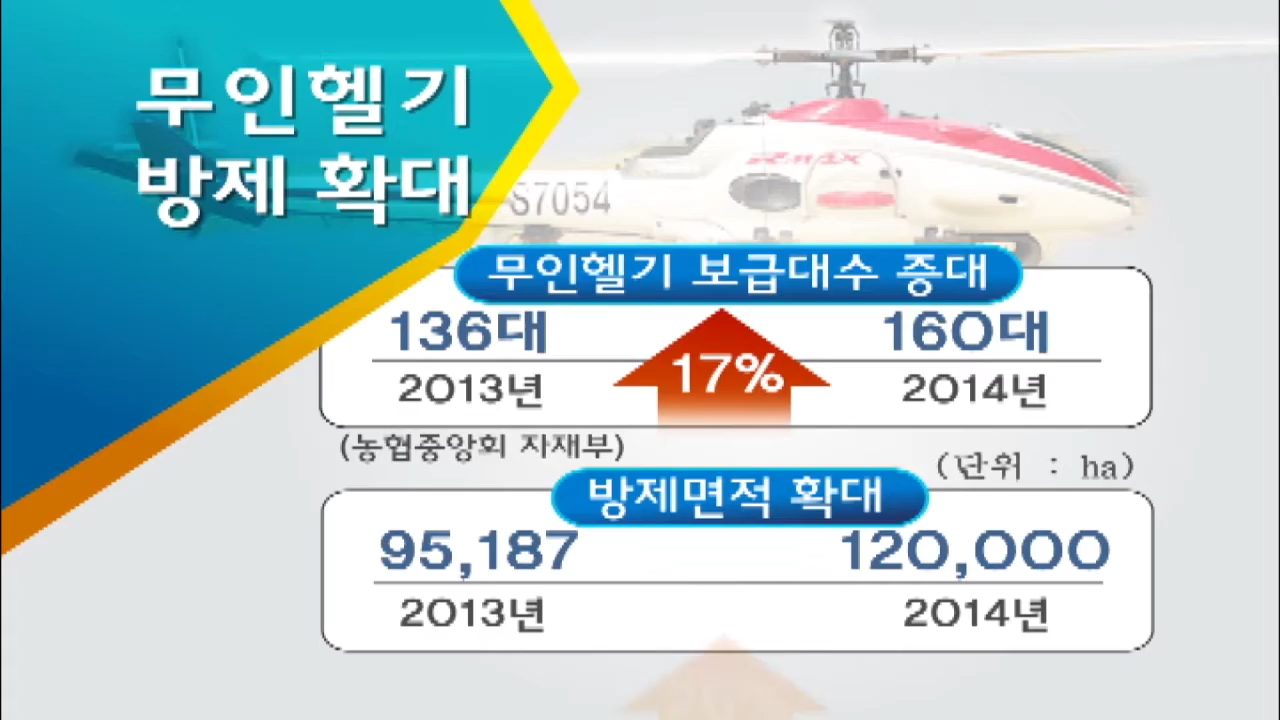 무인헬기
방제 확대
RMAX
S7054
무인헬기 보급대수 증대
136대
17%
160대
2013년
2014년
(농협중앙회 자재부)
(단위 : ha)
방제면적 확대
95,187
120,000
2013년
2014년